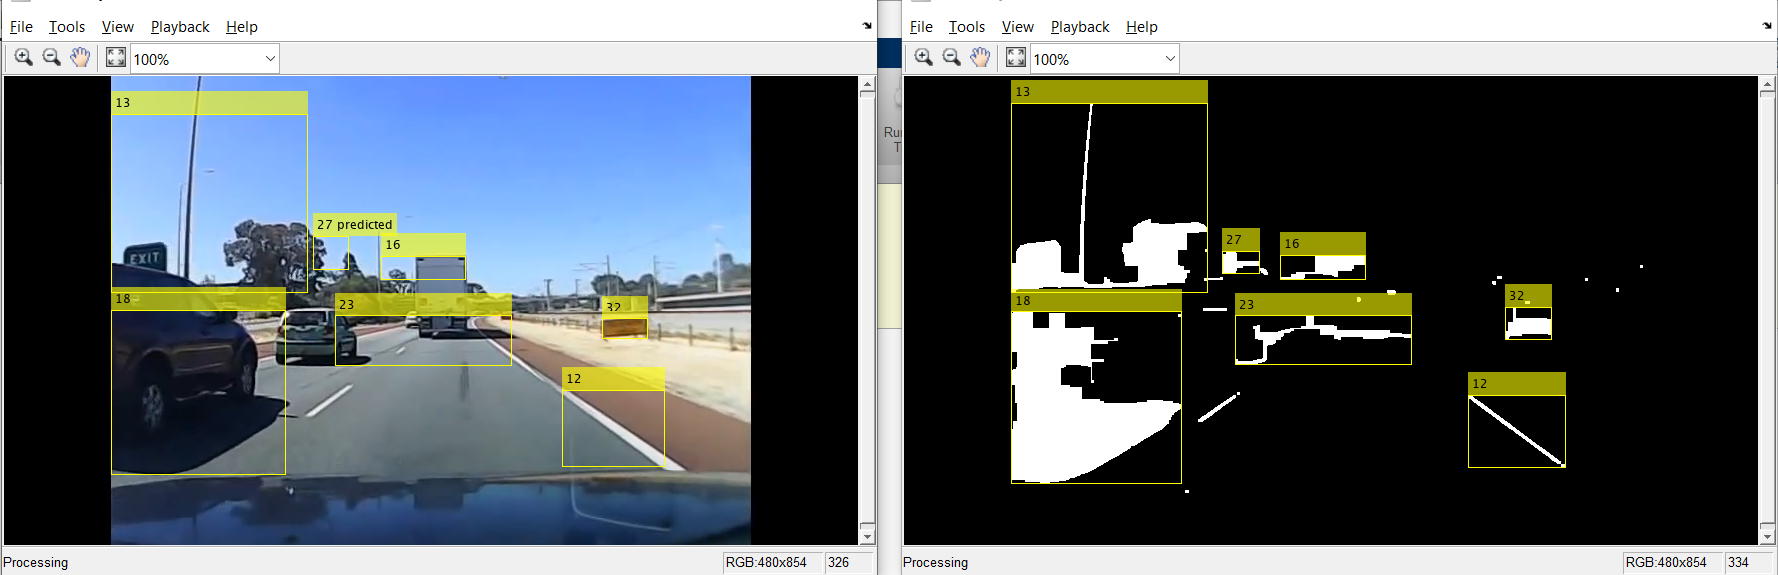 File Tools View Playback Help
100%
13
EXIT
27 predicted
16
18
23
32
12
Processing
RGB:480x854
326
File Tools View Playback Help
100%
13
27
16
18
23
32
12
Processing
RGB:480x854
334